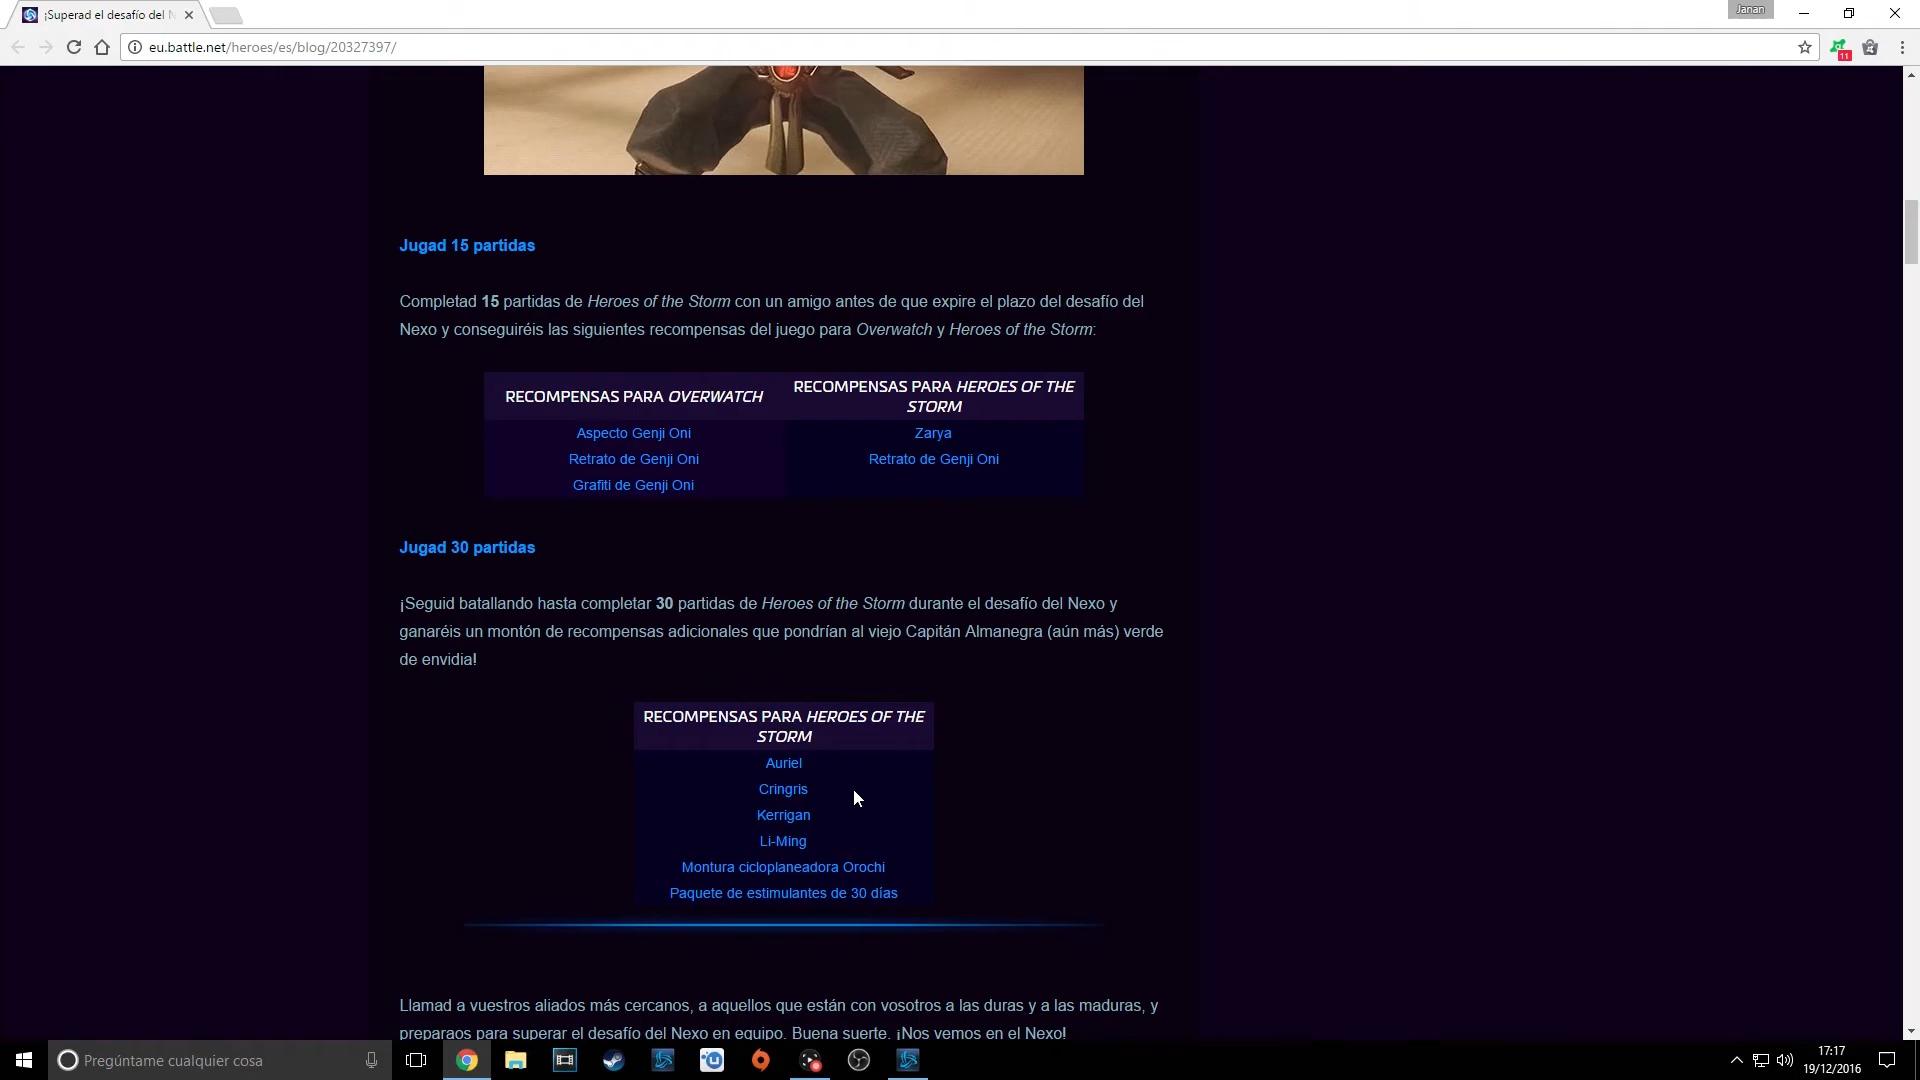 ¡Superad el desafío del N
Janan
eu.battle.net/heroes/es/blog/20327397/
11
Jugad 15 partidas
Completad 15 partidas de Heroes of the Storm con un amigo antes de que expire el plazo del desafío del
Nexo y conseguiréis las siguientes recompensas del juego para Overwatch y Heroes of the Storm:
RECOMPENSAS PARA OVERWATCH
RECOMPENSAS PARA HEROES OF THE
STORM
Aspecto Genji Oni
Zarya
Retrato de Genji Oni
Retrato de Genji Oni
Grafiti de Genji Oni
Jugad 30 partidas
¡Seguid batallando hasta completar 30 partidas de Heroes of the Storm durante el desafío del Nexo y
ganaréis un montón de recompensas adicionales que pondrían al viejo Capitán Almanegra (aún más) verde
de envidia!
RECOMPENSAS PARA HEROES OF THE
STORM
Auriel
Cringris
Kerrigan
Li-Ming
Montura cicloplaneadora Orochi
Paquete de estimulantes de 30 días
Llamad a vuestros aliados más cercanos, a aquellos que están con vosotros a las duras y a las maduras, y
preparaos para superar el desafío del Nexo en equipo. Buena suerte. ¡Nos vemos en el Nexo!
Pregúntame cualquier cosa
17:17
19/12/2016